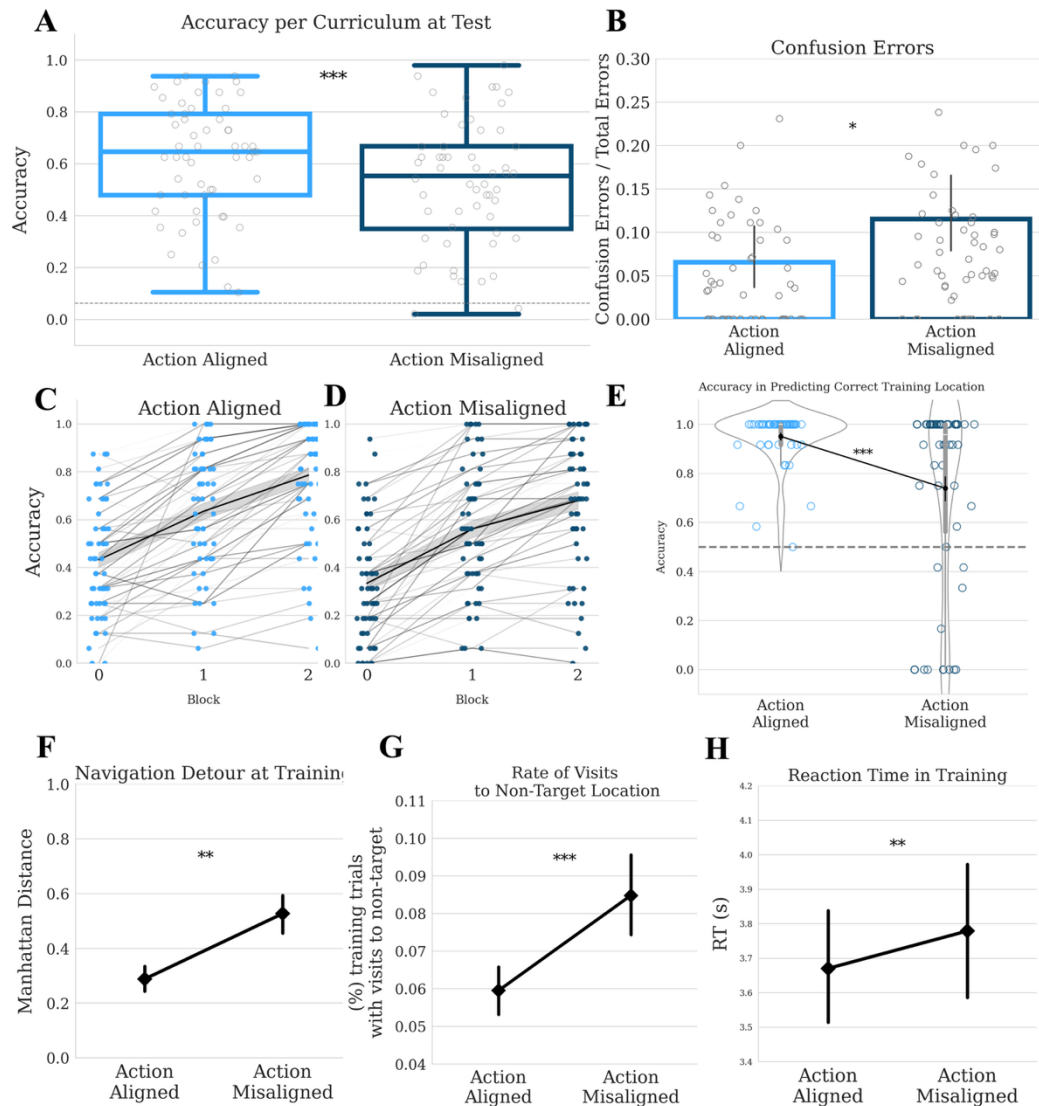 A
Accuracy per Curriculum at Test
1.0
0.8
0.6
0.4
0.2
0.0
Accuracy
***
Action Aligned
Action Misaligned
B
Confusion Errors
0.30
0.25
0.20
0.15
0.10
0.05
0.00
Confusion Errors / Total Errors
*
Action
Aligned
Action
Misaligned
C
Action Aligned
1.0
0.8
0.6
0.4
0.2
0.0
Accuracy
0 1 2
Block
D
Action Misaligned
1.0
0.8
0.6
0.4
0.2
0.0
0 1 2
Block
E
Accuracy in Predicting Correct Training Location
1.0
0.8
0.6
0.4
0.2
0.0
Accuracy
***
Action
Aligned
Action
Misaligned
F
Navigation Detour at Training
1.0
0.8
0.6
0.4
0.2
0.0
Manhattan Distance
**
Action
Aligned
Action
Misaligned
G
Rate of Visits
to Non-Target Location
0.11
0.10
0.09
0.08
0.07
0.06
0.05
0.04
(%) training trials
with visits to non-target
***
Action
Aligned
Action
Misaligned
H
Reaction Time in Training
4.2
4.1
4.0
3.9
3.8
3.7
3.6
3.5
3.4
RT (s)
**
Action
Aligned
Action
Misaligned